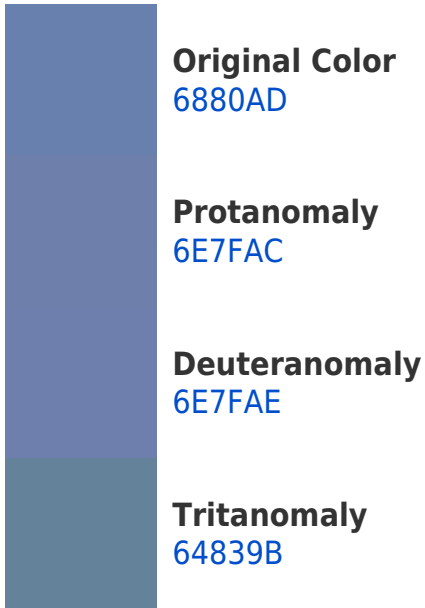 Original Color
6880AD
Protanomaly
6E7FAC
Deuteranomaly
6E7FAE
Tritanomaly
64839B